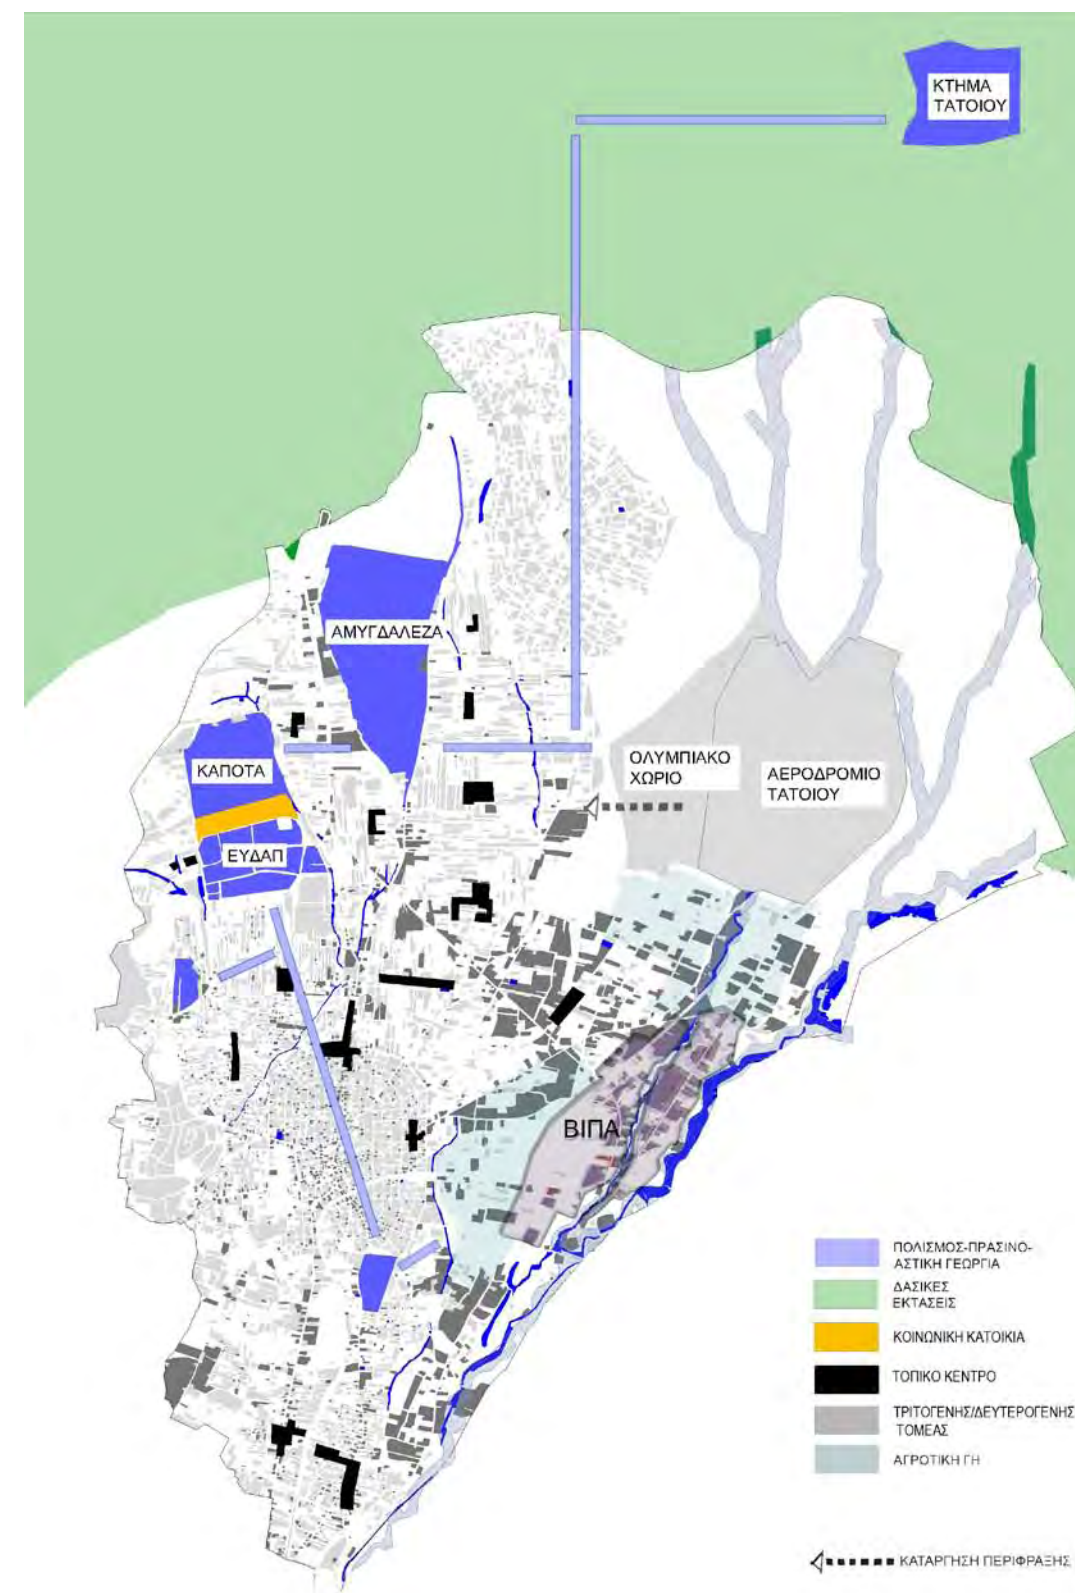 ΚΤΗΜΑ
ΤΑΤΟΙΟΥ
ΑΜΥΓΔΑΛΕΖΑ
ΚΑΠΟΤΑ
ΟΛΥΜΠΙΑΚΟ
ΧΩΡΙΟ
ΑΕΡΟΔΡΟΜΙΟ
ΤΑΤΟΙΟΥ
ΕΥΔΑΠ
ΒΙΠΑ
ΠΟΛΙΣΜΟΣ-ΠΡΑΣΙΝΟ-
ΑΣΤΙΚΗ ΓΕΩΡΓΙΑ
ΔΑΣΙΚΕΣ
ΕΚΤΑΣΕΙΣ
ΚΟΙΝΩΝΙΚΗ ΚΑΤΟΙΚΙΑ
ΤΟΠΙΚΟ ΚΕΝΤΡΟ
ΤΡΙΤΟΓΕΝΗΣ/ΔΕΥΤΕΡΟΓΕΝΗΣ
ΤΟΜΕΑΣ
ΑΓΡΟΤΙΚΗ ΓΗ
ΚΑΤΑΡΓΗΣΗ ΠΕΡΙΦΡΑΞΗΣ